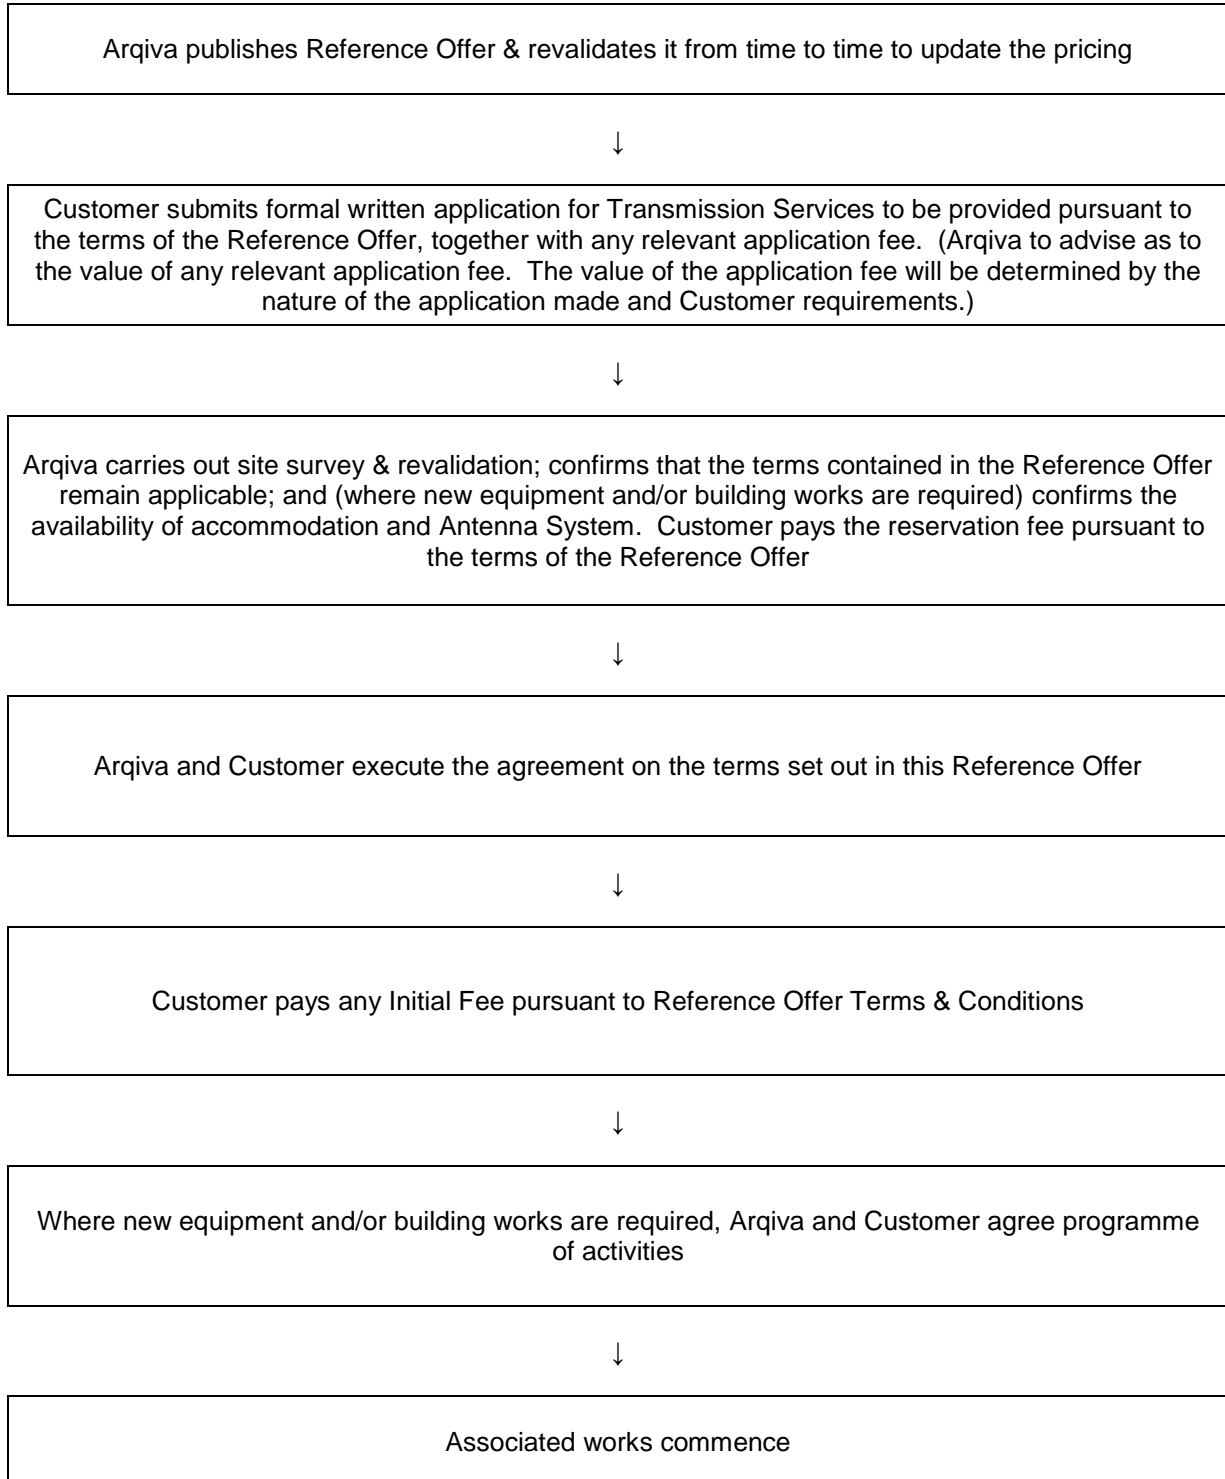 Arqiva publishes Reference Offer & revalidates it from time to time to update the pricing
↓
Customer submits formal written application for Transmission Services to be provided pursuant to
the terms of the Reference Offer, together with any relevant application fee.  (Arqiva to advise as to
the value of any relevant application fee.  The value of the application fee will be determined by the
nature of the application made and Customer requirements.)
↓
Arqiva carries out site survey & revalidation; confirms that the terms contained in the Reference Offer
remain applicable; and (where new equipment and/or building works are required) confirms the
availability of accommodation and Antenna System.  Customer pays the reservation fee pursuant to
the terms of the Reference Offer
↓
Arqiva and Customer execute the agreement on the terms set out in this Reference Offer
↓
Customer pays any Initial Fee pursuant to Reference Offer Terms & Conditions
↓
Where new equipment and/or building works are required, Arqiva and Customer agree programme
of activities
↓
Associated works commence